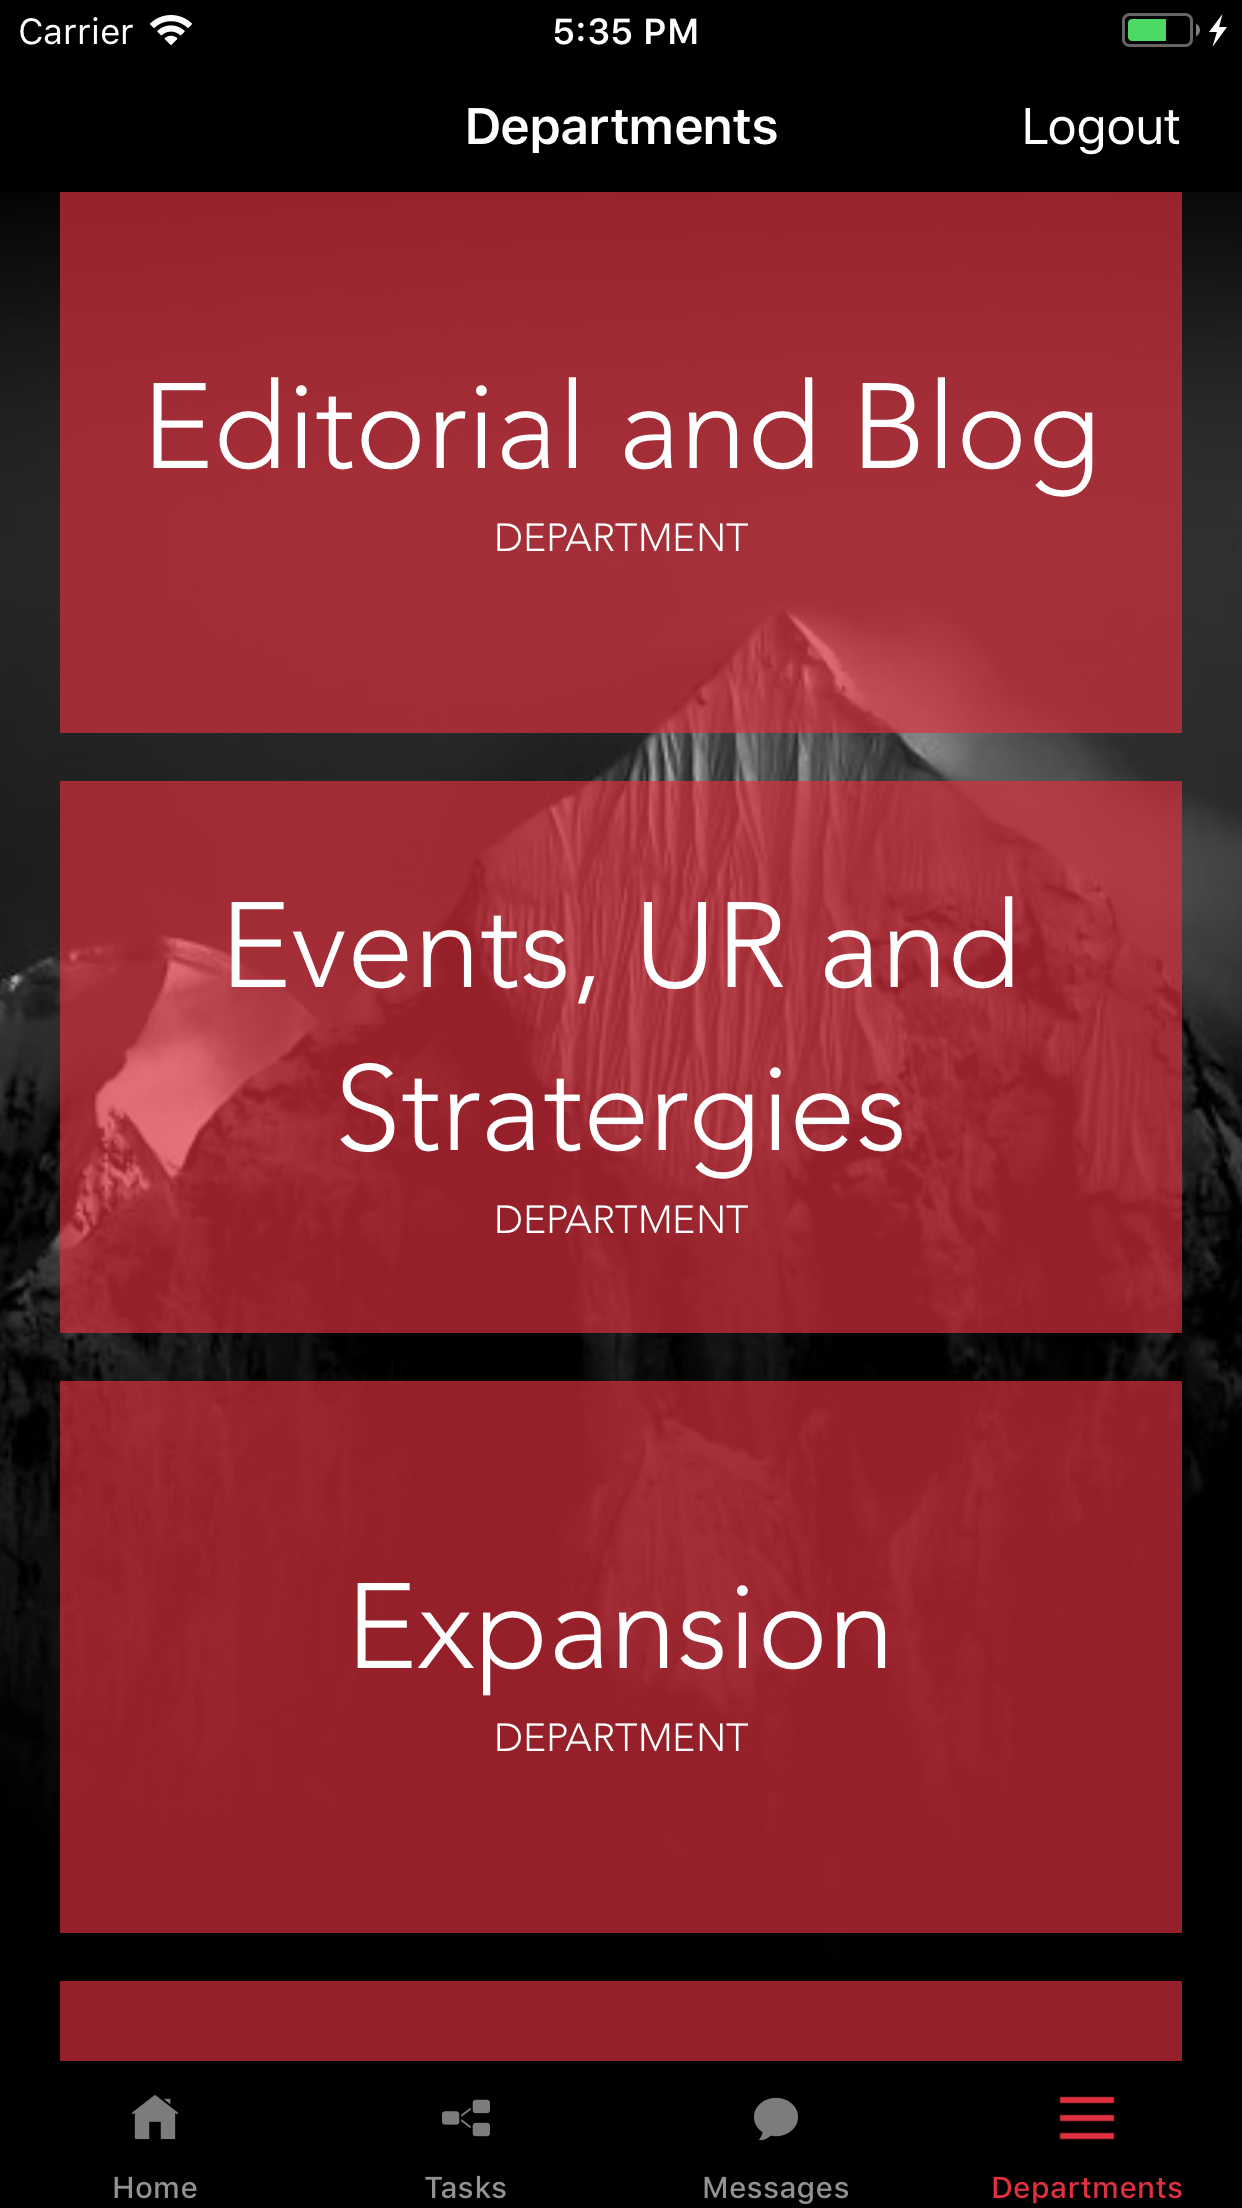 Carrier 5:35 PM
Departments Logout
Editorial and Blog
DEPARTMENT
Events, UR and
Stratergies
DEPARTMENT
Expansion
DEPARTMENT
Home Tasks Messages Departments